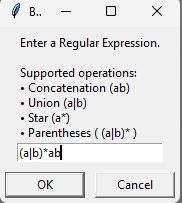 B...
Enter a Regular Expression.
Supported operations:
• Concatenation (ab)
• Union (a|b)
• Star (a*)
• Parentheses ( (a|b)* )
(a|b)*ab
OK
Cancel